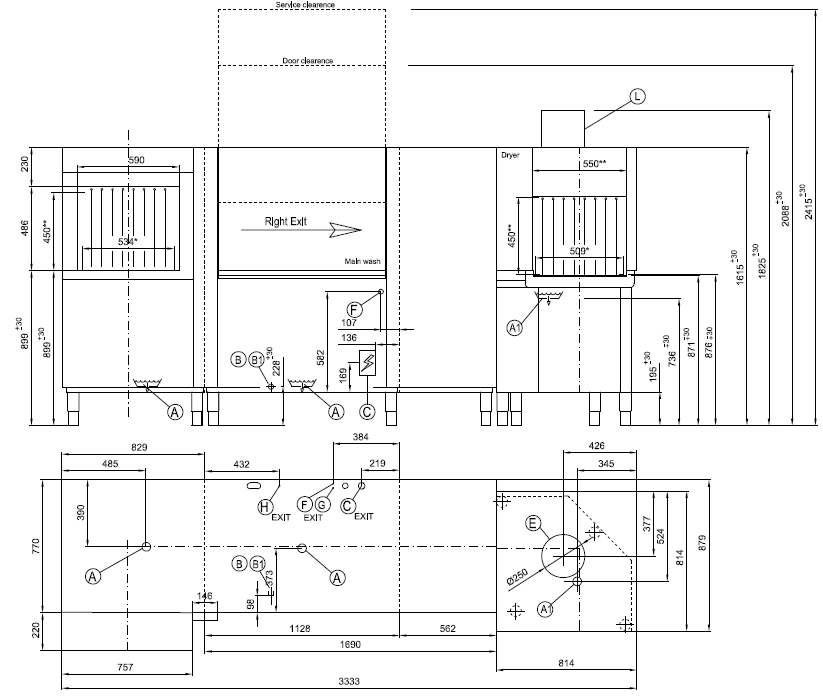 Service clearence
Door clearence
L
230
590
Dryer
550**
486
450**
534*
Right Exit
Main wash
450**
509*
2415 ±30
2088 ±30
1825 ±30
1615 ±30
899 ±30
899 ±30
F
107
136
582
169
B
B1
228 ±30
A
A
C
A1
195 ±30
736 ±30
871 ±30
876 ±30
829
485
432
384
219
426
345
390
770
H
EXIT
F
G
EXIT
C
EXIT
A
B
B1
373
98
A
E
Ø250
A1
377
524
814
879
146
220
1128
562
1690
757
814
3333